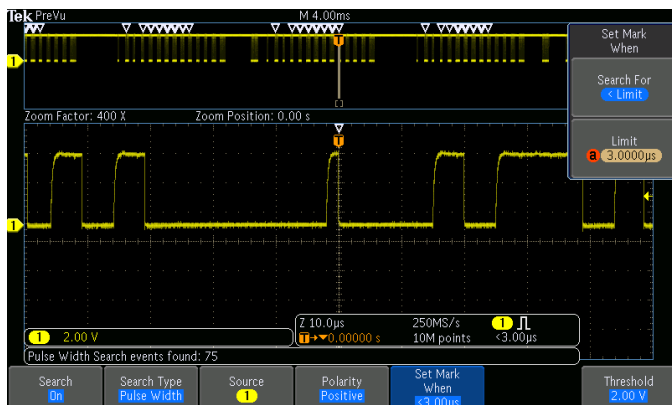 Tek PreVu M 4.00ms
T
1
Set Mark
When
Search For
< Limit
Limit
a 3.0000μs
Zoom Factor: 400 X Zoom Position: 0.00 s
T
1
1 2.00 V
Z 10.0μs 250MS/s 1
T→▼0.00000 s 10M points <3.00μs
Pulse Width Search events found: 75
Search
On
Search Type
Pulse Width
Source
1
Polarity
Positive
Set Mark
When
<3.00μs
Threshold
2.00 V